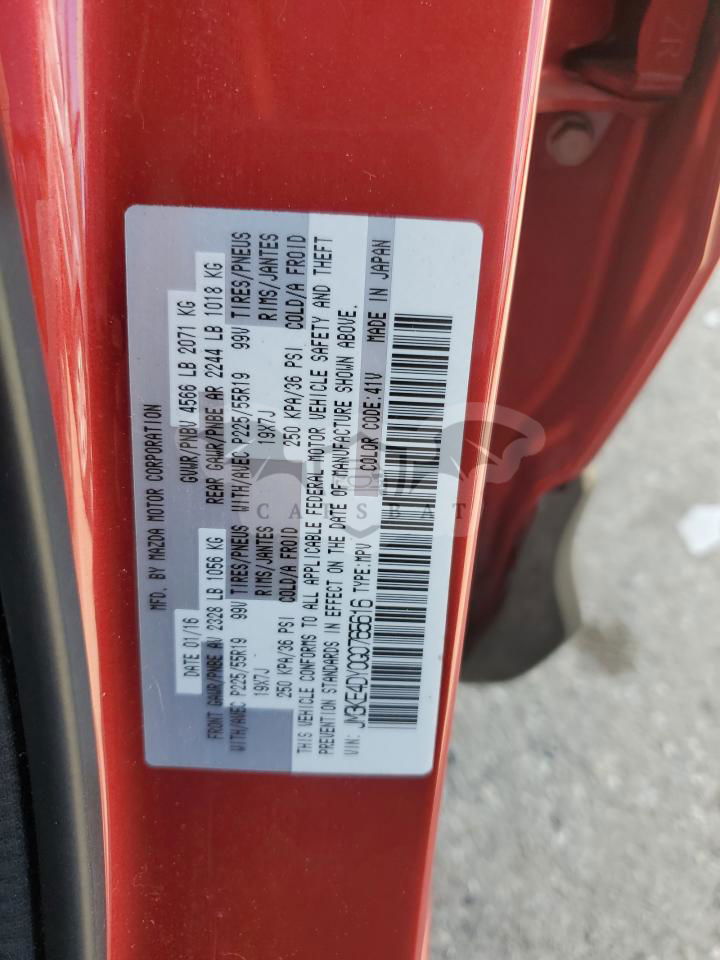 MFD. BY MAZDA MOTOR CORPORATION
DATE 01/16 GVWR/PNBV 4566 LB 2071 KG
FRONT GAWR/PNBE AV 2328 LB 1056 KG REAR GAWR/PNBE AR 2244 LB 1018 KG
WITH/AVEC P225/55R19 99V TIRES/PNEUS WITH/AVEC P225/55R19 99V TIRES/PNEUS
19X7J RIMS/JANTES 19X7J RIMS/JANTES
250 KPA/36 PSI COLD/A FROID 250 KPA/36 PSI COLD/A FROID
THIS VEHICLE CONFORMS TO ALL APPLICABLE FEDERAL MOTOR VEHICLE SAFETY AND THEFT
PREVENTION STANDARDS IN EFFECT ON THE DATE OF MANUFACTURE SHOWN ABOVE.
VIN: JM3KE4DY0G0765616 TYPE:MPV COLOR CODE:41V MADE IN JAPAN
CARSBAT
ZR